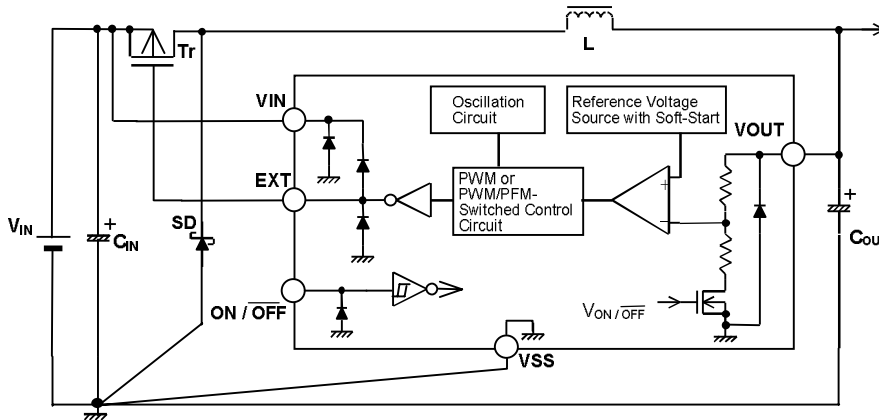 Tr
L
VIN
Oscillation
Circuit
Reference Voltage
Source with Soft-Start
VOUT
EXT
PWM or
PWM/PFM-
Switched Control
Circuit
+
−
VIN
+
CIN
SD
+
COU
ON / OFF
VON / OFF
VSS